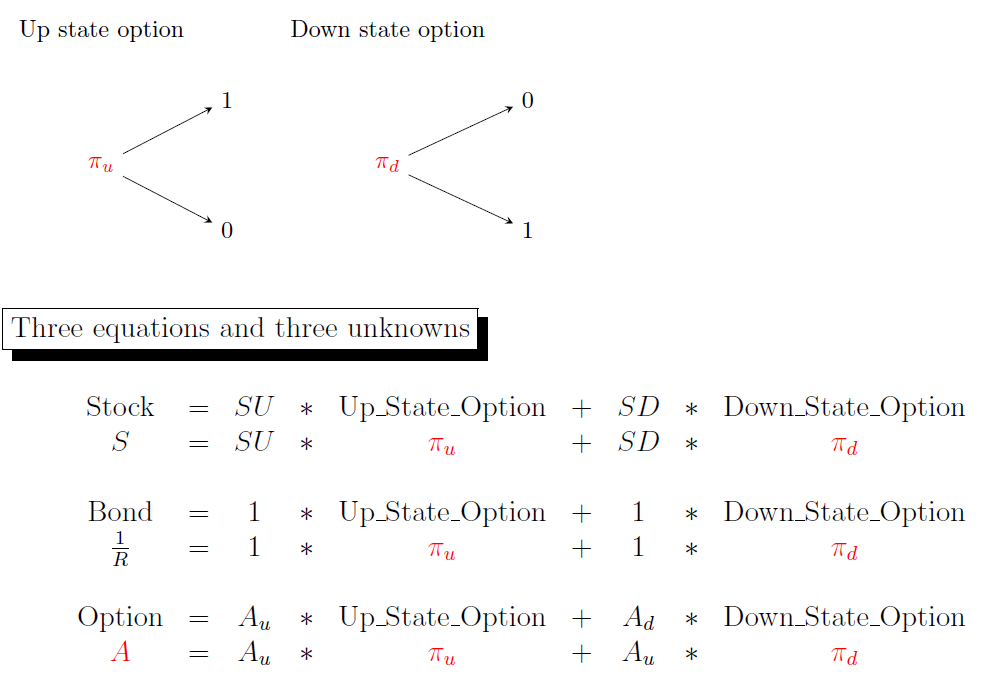 Up state option Down state option
1 0
π_u π_d
0 1
Three equations and three unknowns
Stock = SU * Up_State_Option + SD * Down_State_Option
S = SU * π_u + SD * π_d
Bond = 1 * Up_State_Option + 1 * Down_State_Option
1/R = 1 * π_u + 1 * π_d
Option = A_u * Up_State_Option + A_d * Down_State_Option
A = A_u * π_u + A_u * π_d